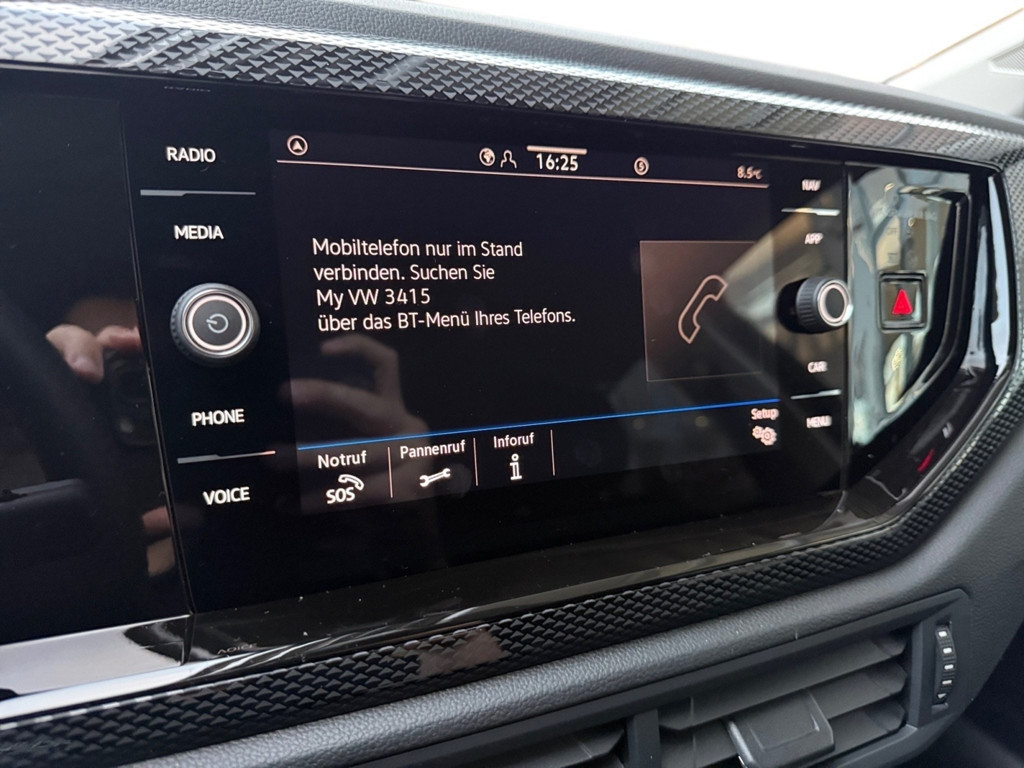 RADIO
MEDIA
PHONE
VOICE
16:25
S
8.5°C
Mobiltelefon nur im Stand
verbinden. Suchen Sie
My VW 3415
über das BT-Menü Ihres Telefons.
Notruf
SOS
Pannenruf
Inforuf
i
Setup
NAV
APP
CAR
MENU